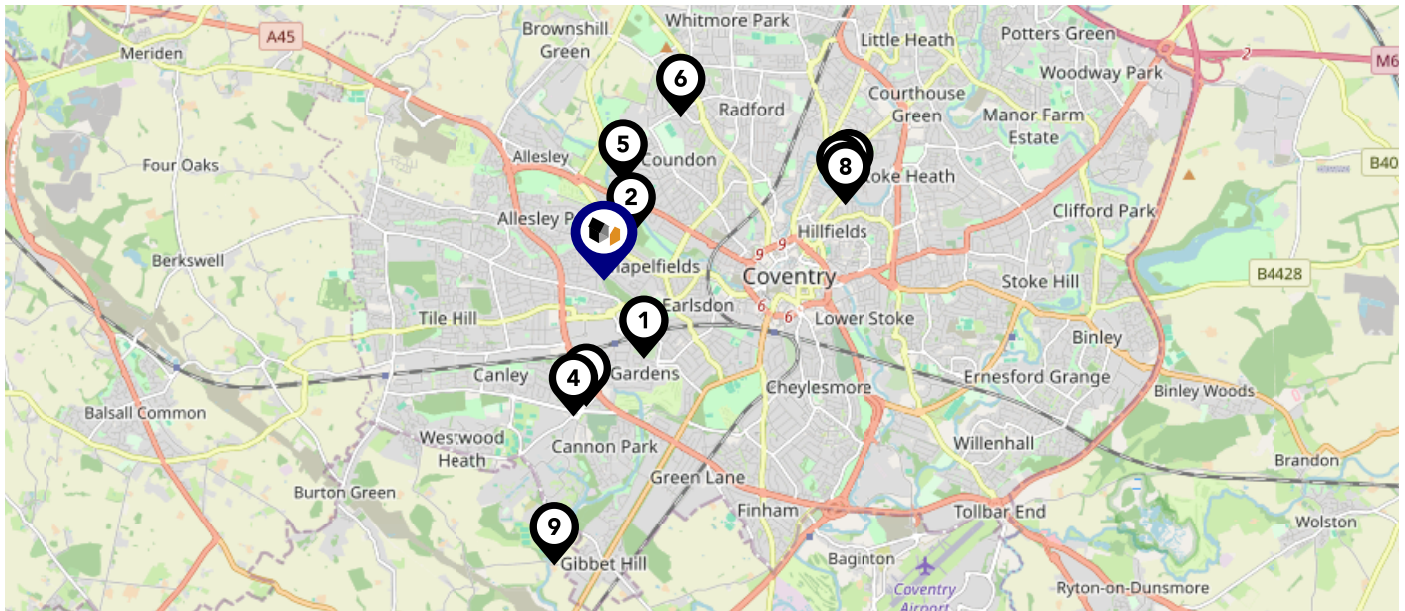 Whitmore Park
Brownshill
Green
Little Heath
Potters Green
A45
Meriden
2
M6
Woodway Park
6
Radford
Courthouse
Green
Manor Farm
Estate
5
Allesley
Coundon
Four Oaks
8
toke Heath
B40
2
Allesley P
Clifford Park
Hillfields
9
9
Berkswell
hapelfields
Coventry
Stoke Hill
B4428
Earlsdon
6
6
Lower Stoke
1
Tile Hill
Binley
Canley
4
Gardens
Cheylesmore
Ernesford Grange
Binley Woods
Balsall Common
Westwood
Heath
Cannon Park
Willenhall
Brandon
Green Lane
Burton Green
Finham
Tollbar End
Wolston
9
Gibbet Hill
Baginton
Coventry
Airport
Ryton-on-Dunsmore